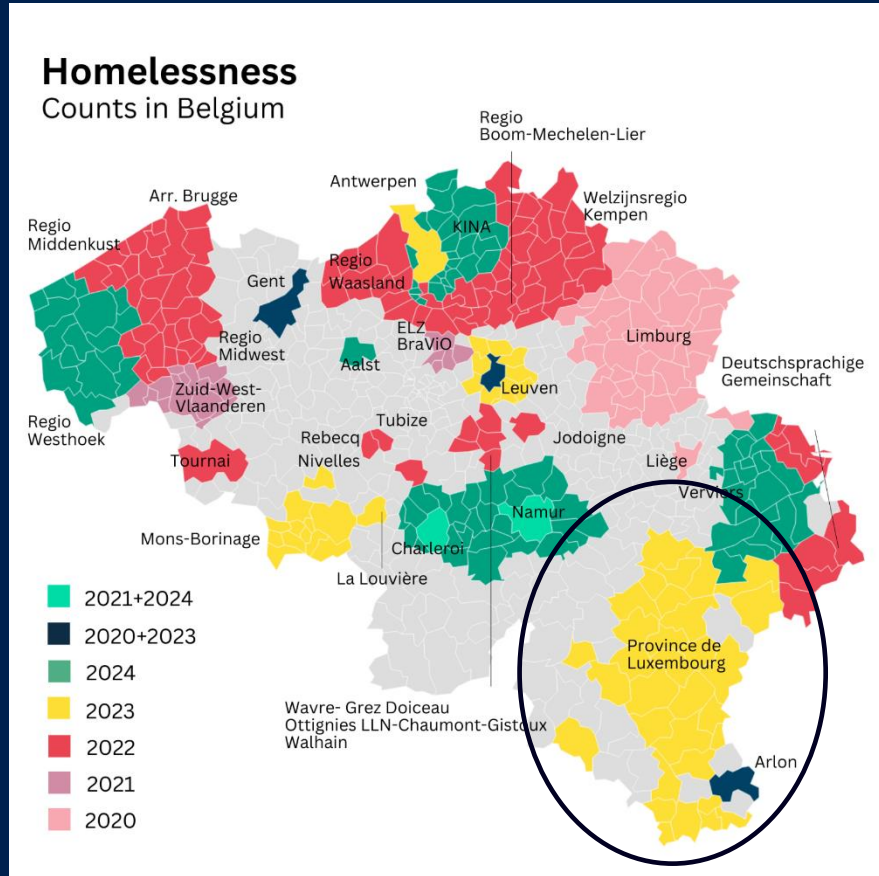 Homelessness
Counts in Belgium
Regio
Boom-Mechelen-Lier
Antwerpen
Welzijnsregio
Kempen
Arr. Brugge
Regio
Middenkust
KINA
Gent
Regio
Waasland
Regio
Midwest
ELZ
BraViO
Limburg
Aalst
Leuven
Deutschsprachige
Gemeinschaft
Zuid-West-
Vlaanderen
Regio
Westhoek
Tubize
Rebecq
Nivelles
Jodoigne
Tournai
Liège
Verviers
Namur
Mons-Borinage
Charleroi
La Louvière
2021+2024
2020+2023
2024
2023
2022
2021
2020
Province de
Luxembourg
Wavre- Grez Doiceau
Ottignies LLN-Chaumont-Gistoux
Walhain
Arlon